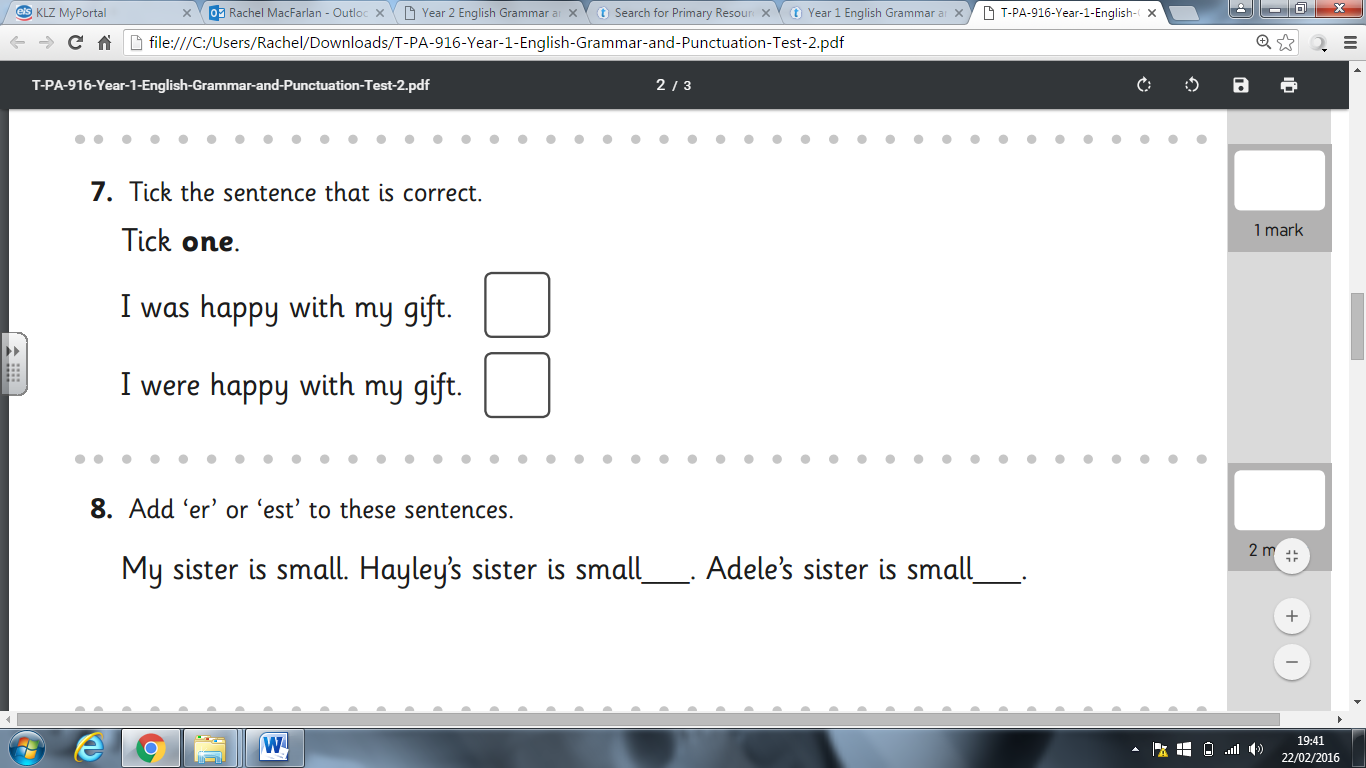 KLZ MyPortal
Rachel MacFarlan - Outloo
Year 2 English Grammar a
Search for Primary Resour
Year 1 English Grammar a
T-PA-916-Year-1-English-
file:///C:/Users/Rachel/Downloads/T-PA-916-Year-1-English-Grammar-and-Punctuation-Test-2.pdf
T-PA-916-Year-1-English-Grammar-and-Punctuation-Test-2.pdf
2 / 3
7. Tick the sentence that is correct.
1 mark
Tick one.
I was happy with my gift.
I were happy with my gift.
8. Add ‘er’ or ‘est’ to these sentences.
2 m
My sister is small. Hayley’s sister is small___. Adele’s sister is small___.
19:41
22/02/2016